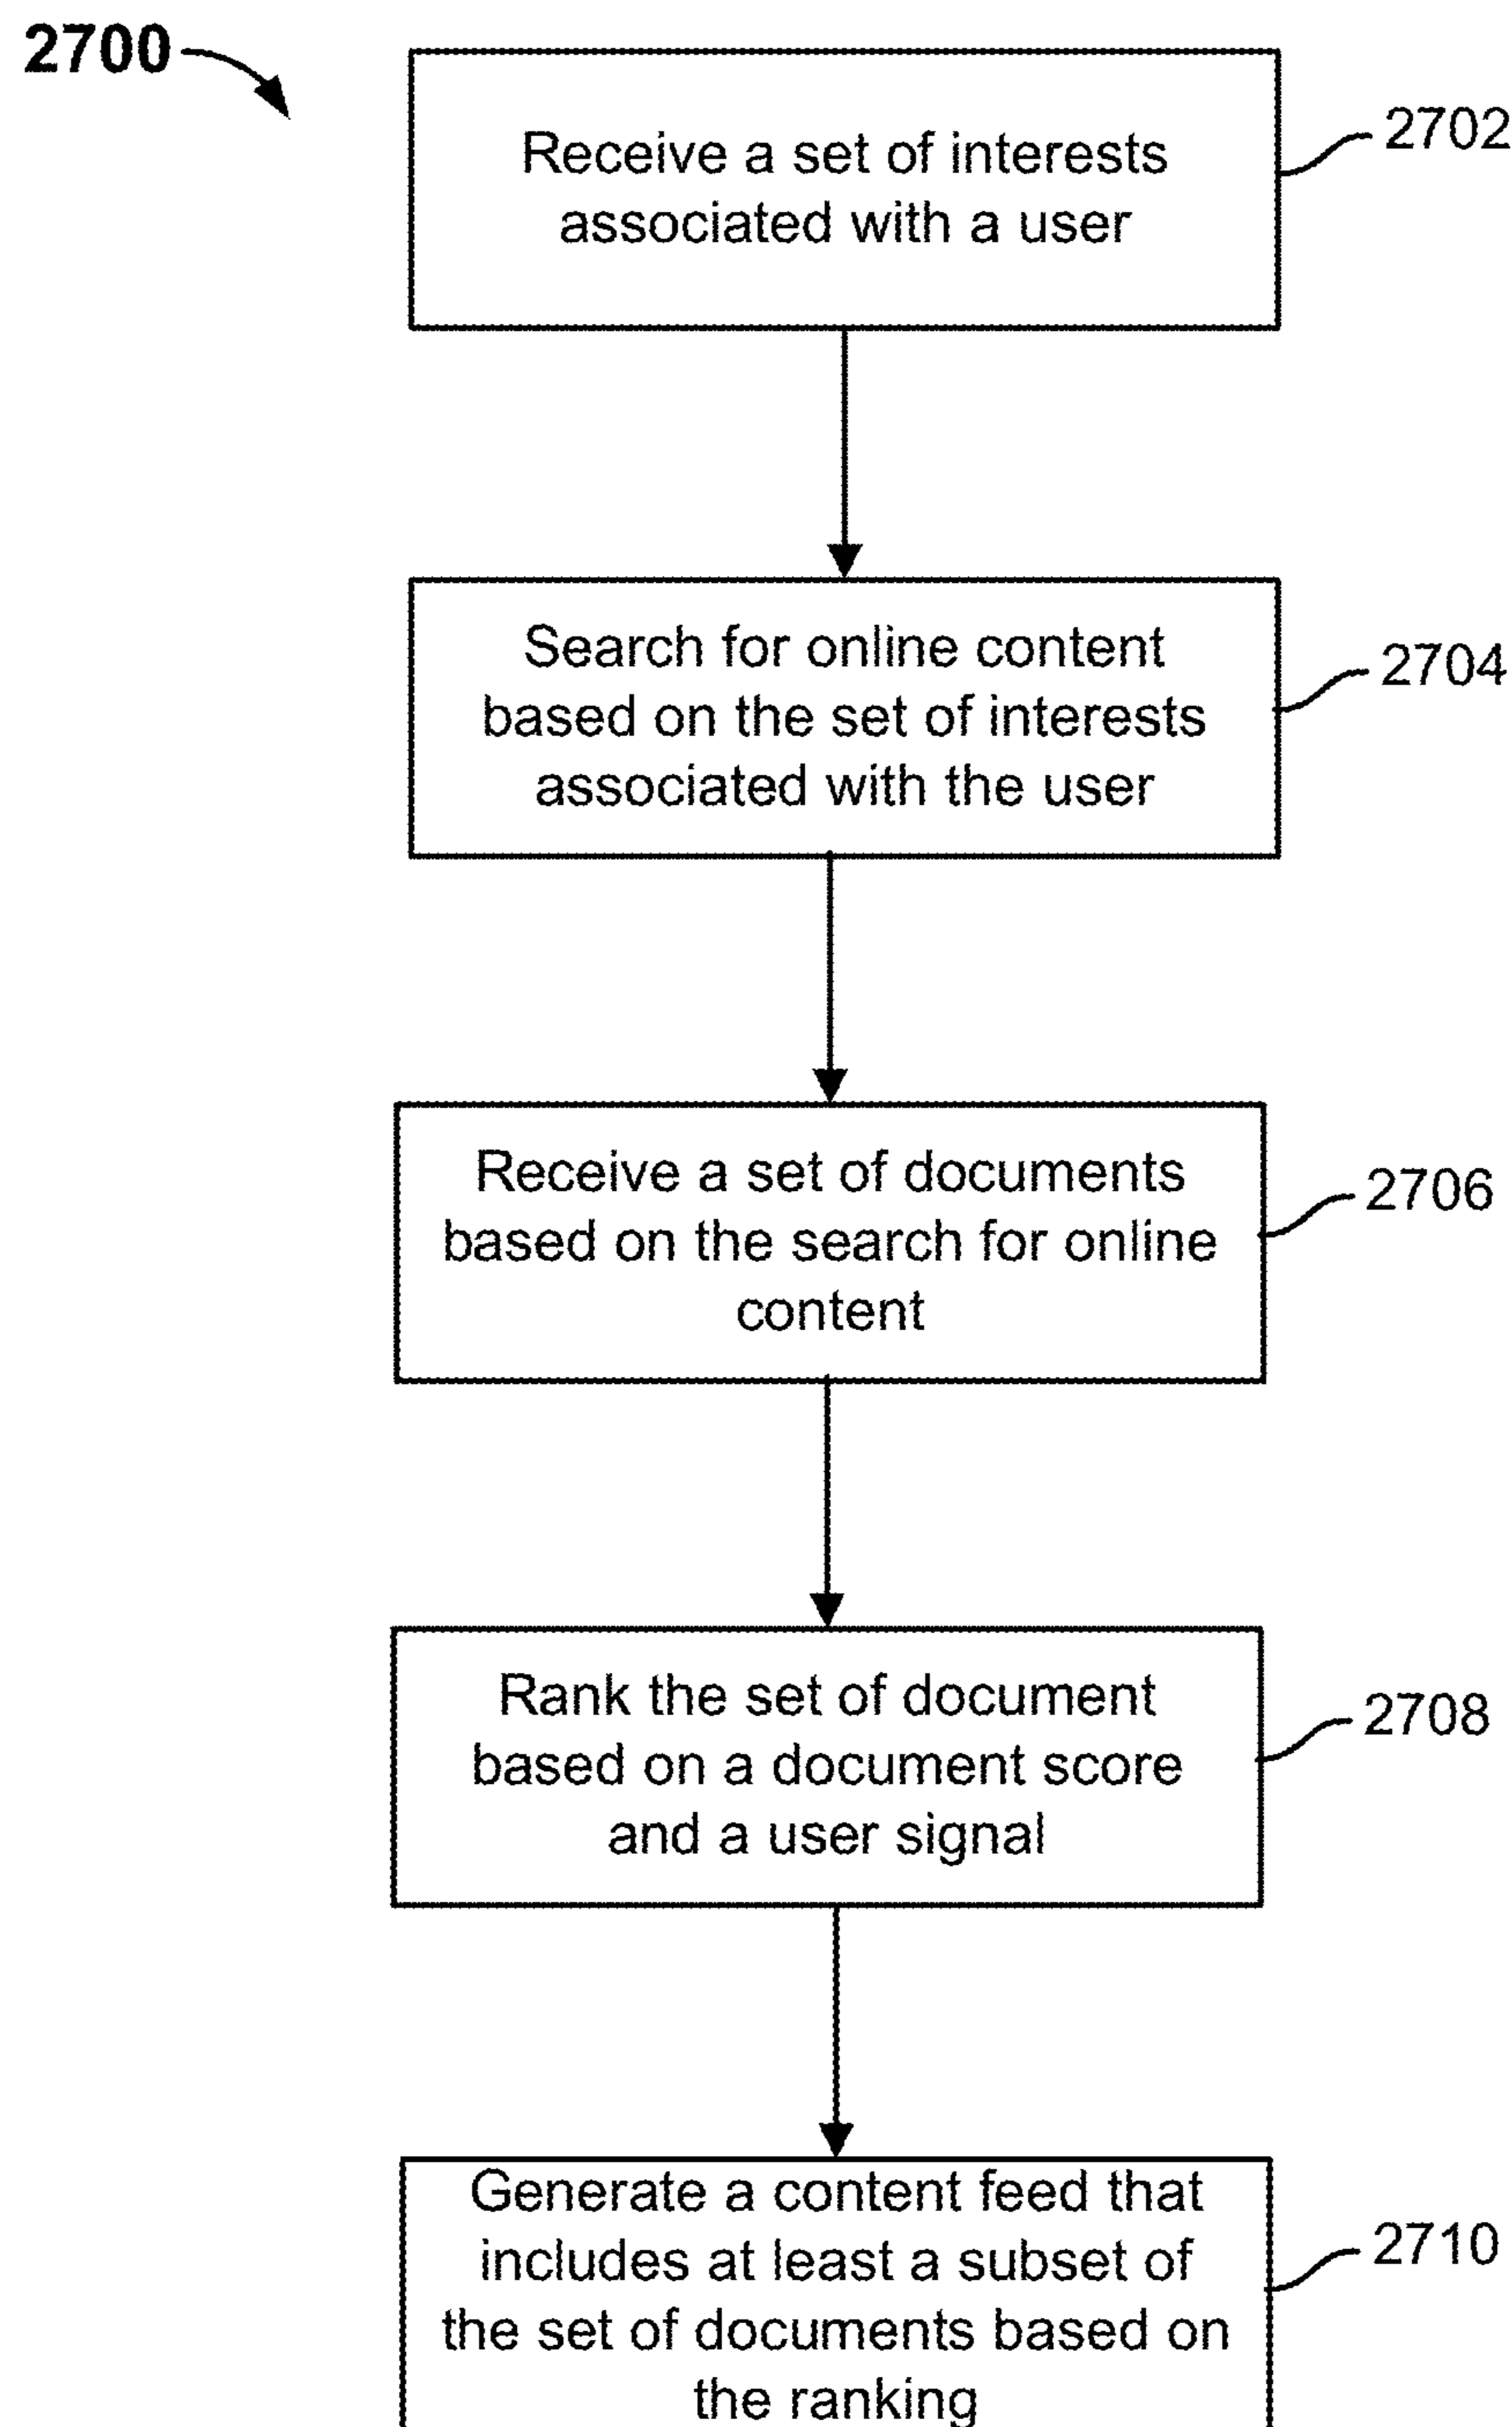 2700
Receive a set of interests
associated with a user
2702
Search for online content
based on the set of interests
associated with the user
2704
Receive a set of documents
based on the search for online
content
2706
Rank the set of document
based on a document score
and a user signal
2708
Generate a content feed that
includes at least a subset of
the set of documents based on
the ranking
2710